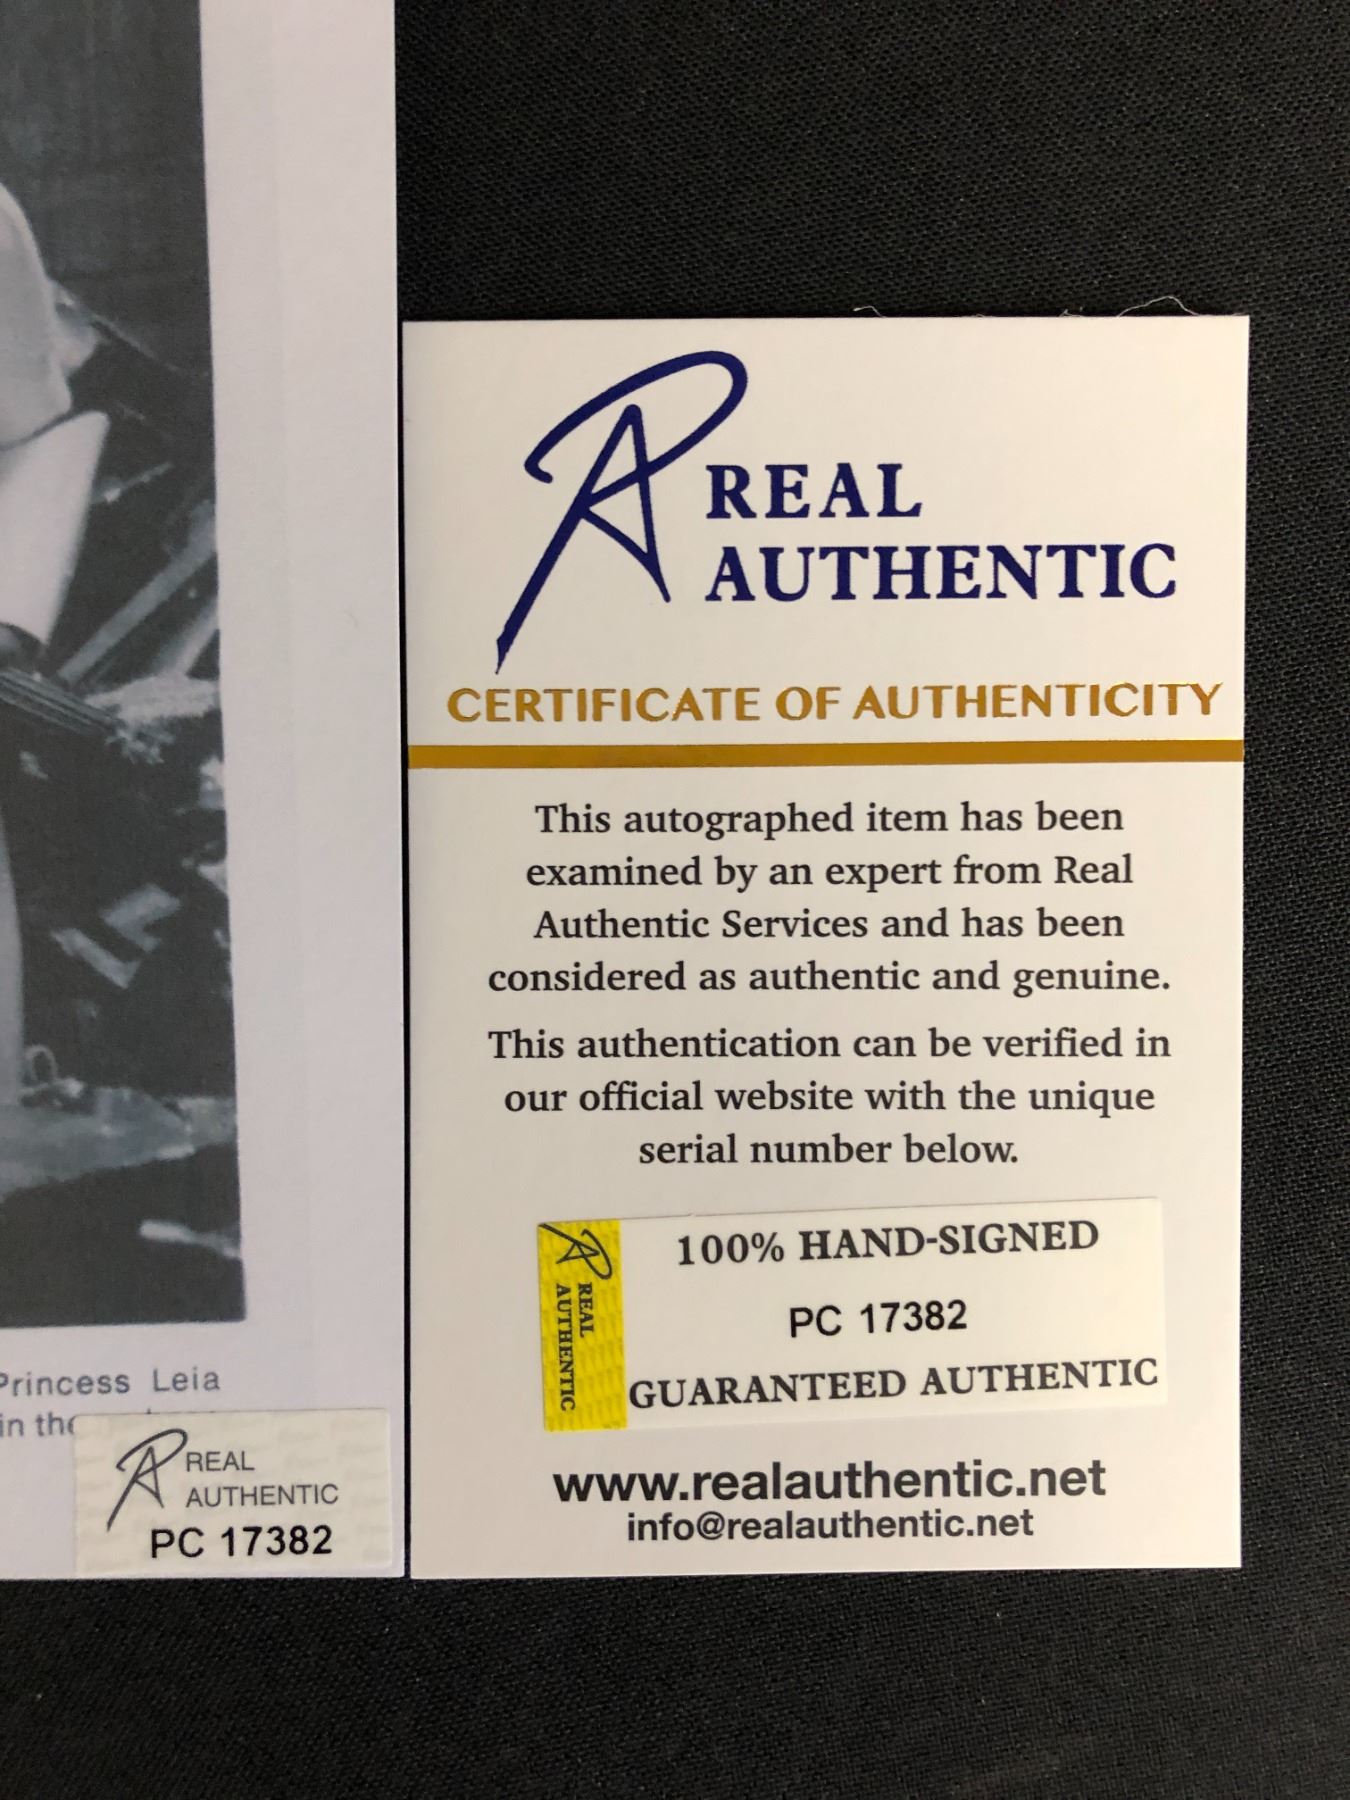 Princess Leia
in the
REAL
AUTHENTIC
PC 17382
REAL
AUTHENTIC
CERTIFICATE OF AUTHENTICITY
This autographed item has been
examined by an expert from Real
Authentic Services and has been
considered as authentic and genuine.
This authentication can be verified in
our official website with the unique
serial number below.
REAL
AUTHENTIC
100% HAND-SIGNED
PC 17382
GUARANTEED AUTHENTIC
www.realauthentic.net
info@realauthentic.net